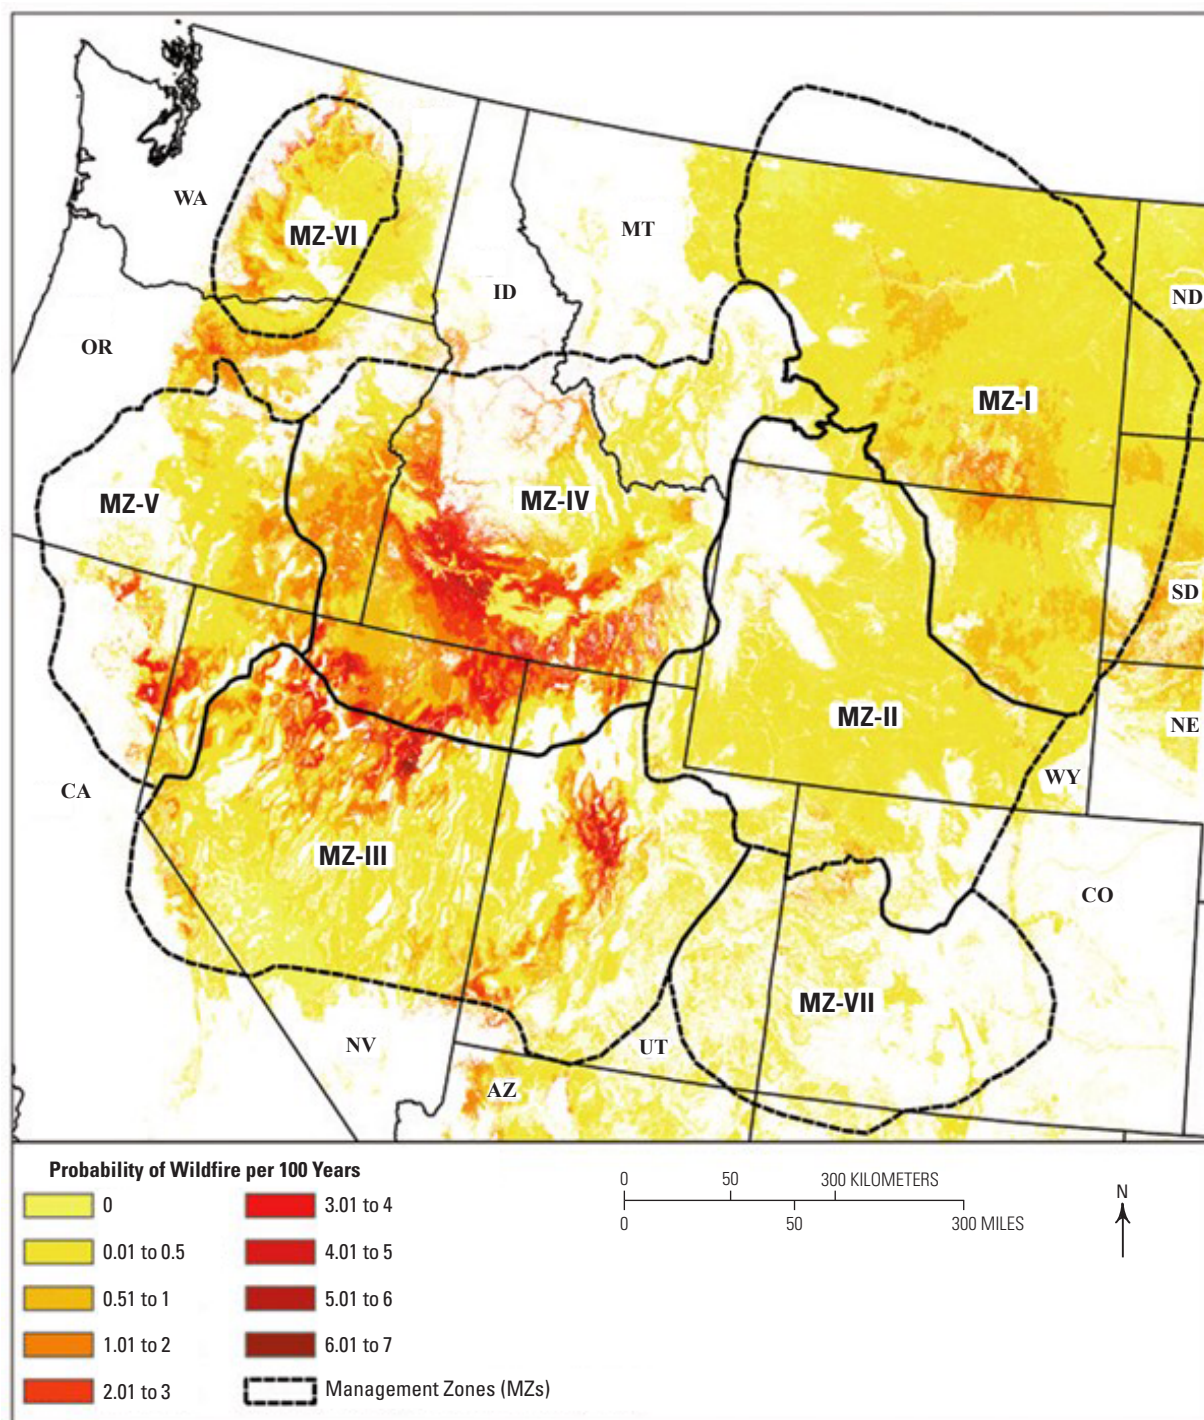 WA
MZ-VI
MT
ID
ND
OR
MZ-I
MZ-V
MZ-IV
SD
MZ-II
NE
WY
CA
MZ-III
CO
MZ-VII
NV
UT
AZ
Probability of Wildfire per 100 Years
0
0.01 to 0.5
0.51 to 1
1.01 to 2
2.01 to 3
3.01 to 4
4.01 to 5
5.01 to 6
6.01 to 7
Management Zones (MZs)
0 50 300 KILOMETERS
0 50 300 MILES
N